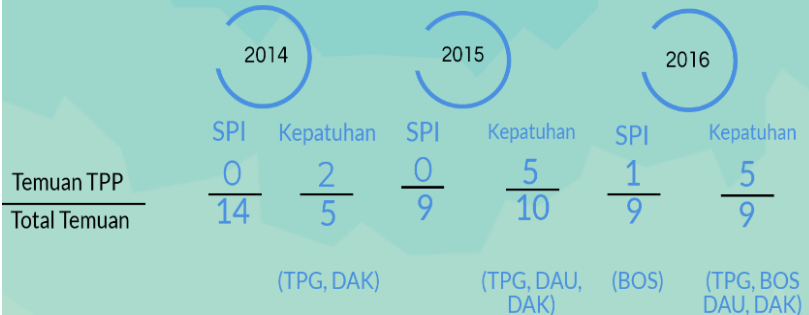 2014 2015 2016
SPI Kepatuhan SPI Kepatuhan SPI Kepatuhan
Temuan TPP 0 2 0 5 1 5
Total Temuan 14 5 9 10 9 9
(TPG, DAK) (TPG, DAU, (BOS) (TPG, BOS
DAK) DAU, DAK)